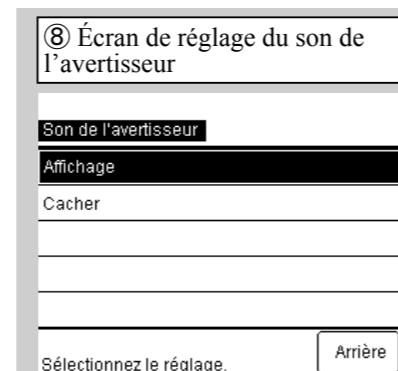 ⑧ Écran de réglage du son de
l’avertisseur
Son de l'avertisseur
Affichage
Cacher
Sélectionnez le réglage.
Arrière